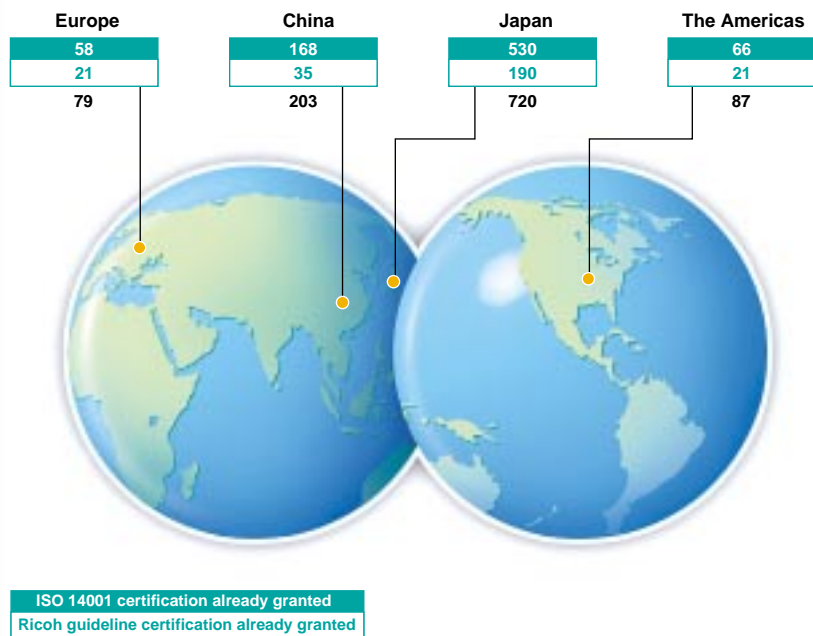 Europe
58
21
79
China
168
35
203
Japan
530
190
720
The Americas
66
21
87
ISO 14001 certification already granted
Ricoh guideline certification already granted